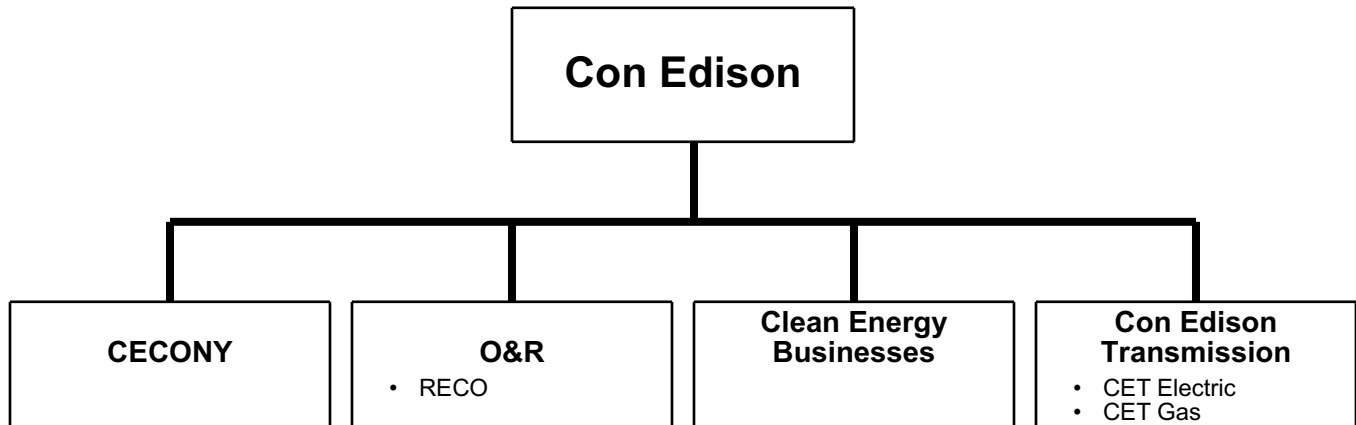 Con Edison
CECONY
O&R
• RECO
Clean Energy
Businesses
Con Edison
Transmission
• CET Electric
• CET Gas